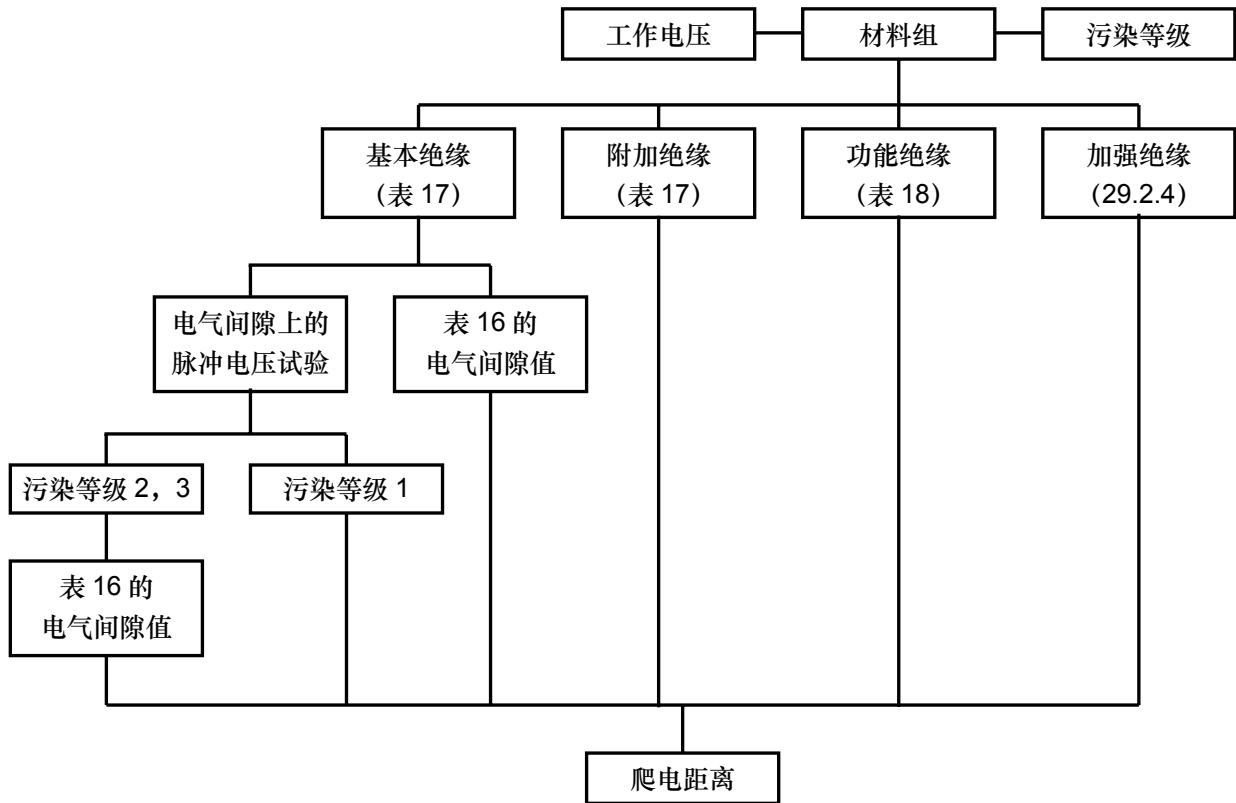 工作电压
材料组
污染等级
基本绝缘
（表 17）
附加绝缘
（表 17）
功能绝缘
（表 18）
加强绝缘
（29.2.4）
电气间隙上的
脉冲电压试验
表 16 的
电气间隙值
污染等级 2，3
污染等级 1
表 16 的
电气间隙值
爬电距离